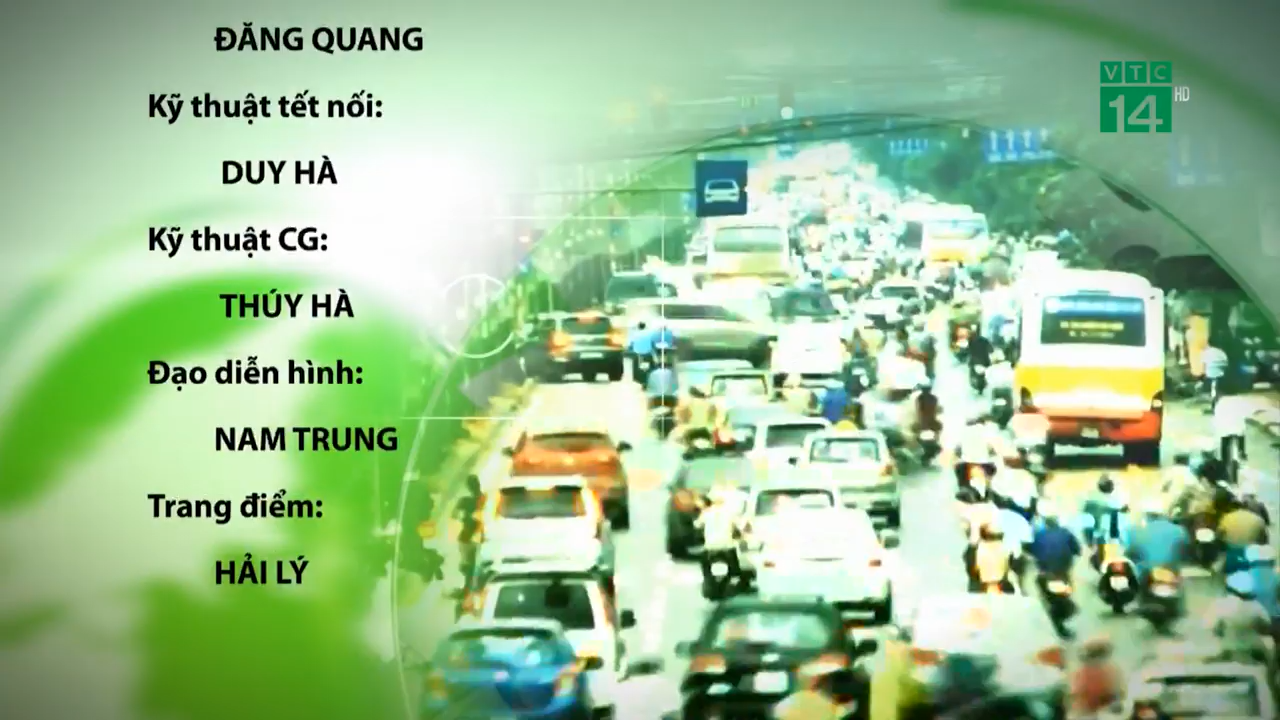 ĐĂNG QUANG
Kỹ thuật tết nối:
DUY HÀ
Kỹ thuật CG:
THÚY HÀ
Đạo diễn hình:
NAM TRUNG
Trang điểm:
HẢI LÝ
VTC
14 HD